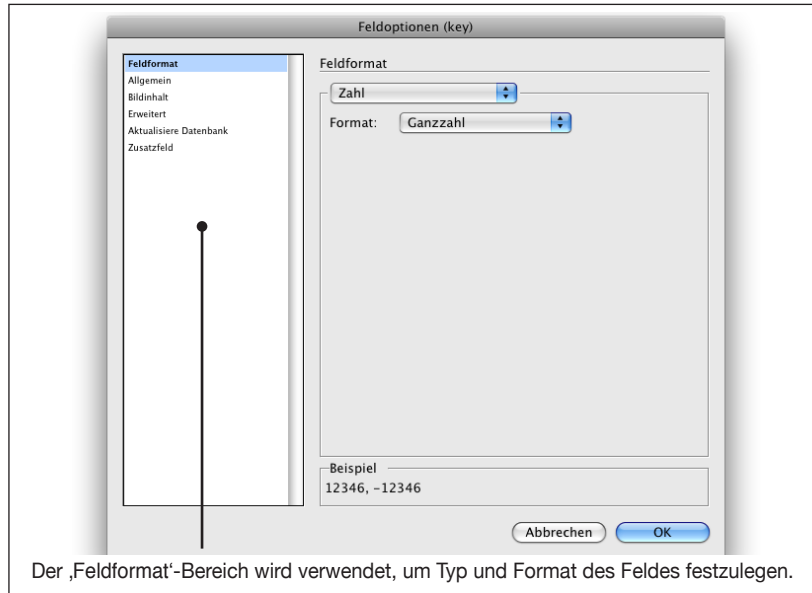 Feldoptionen (key)
Feldformat
Allgemein
Bildinhalt
Erweitert
Aktualisiere Datenbank
Zusatzfeld
Feldformat
Zahl
Format: Ganzzahl
Beispiel
12346, -12346
Abbrechen OK
Der ‚Feldformat‘-Bereich wird verwendet, um Typ und Format des Feldes festzulegen.